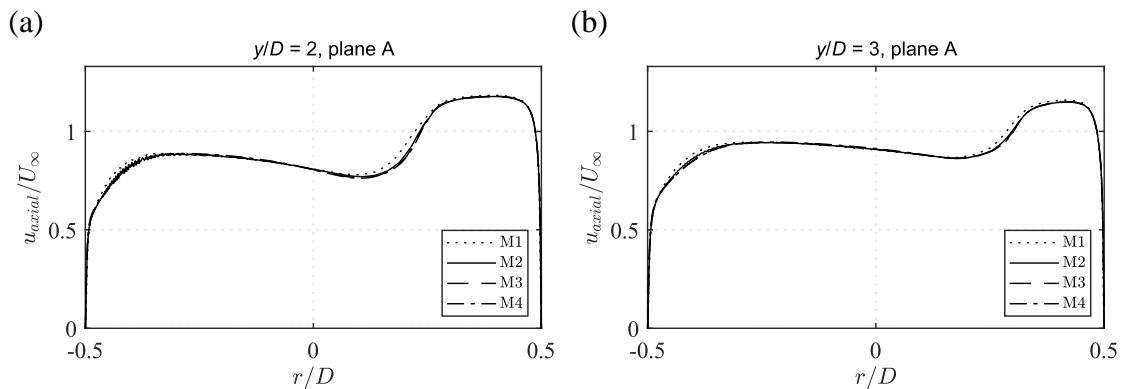 (a)
y/D = 2, plane A
1
0.5
0
-0.5
0
0.5
u_axial/U_∞
r/D
M1
M2
M3
M4
(b)
y/D = 3, plane A
1
0.5
0
-0.5
0
0.5
u_axial/U_∞
r/D
M1
M2
M3
M4